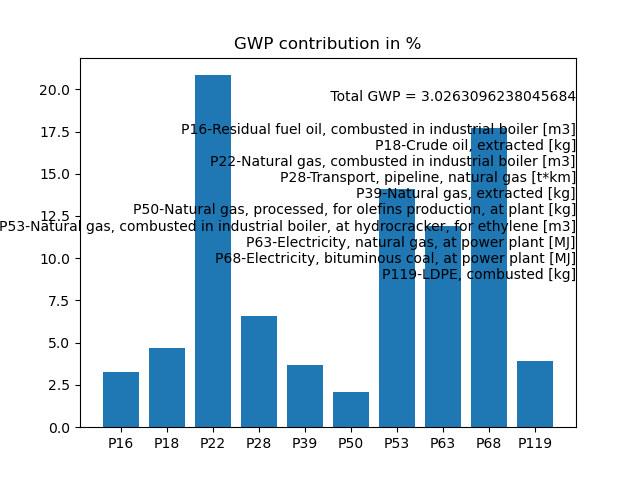 GWP contribution in %
20.0
17.5
15.0
12.5
10.0
7.5
5.0
2.5
0.0
Total GWP = 3.0263096238045684
P16-Residual fuel oil, combusted in industrial boiler [m3]
P18-Crude oil, extracted [kg]
P22-Natural gas, combusted in industrial boiler [m3]
P28-Transport, pipeline, natural gas [t*km]
P39-Natural gas, extracted [kg]
P50-Natural gas, processed, for olefins production, at plant [kg]
P53-Natural gas, combusted in industrial boiler, at hydrocracker, for ethylene [m3]
P63-Electricity, natural gas, at power plant [MJ]
P68-Electricity, bituminous coal, at power plant [MJ]
P119-LDPE, combusted [kg]
P16 P18 P22 P28 P39 P50 P53 P63 P68 P119